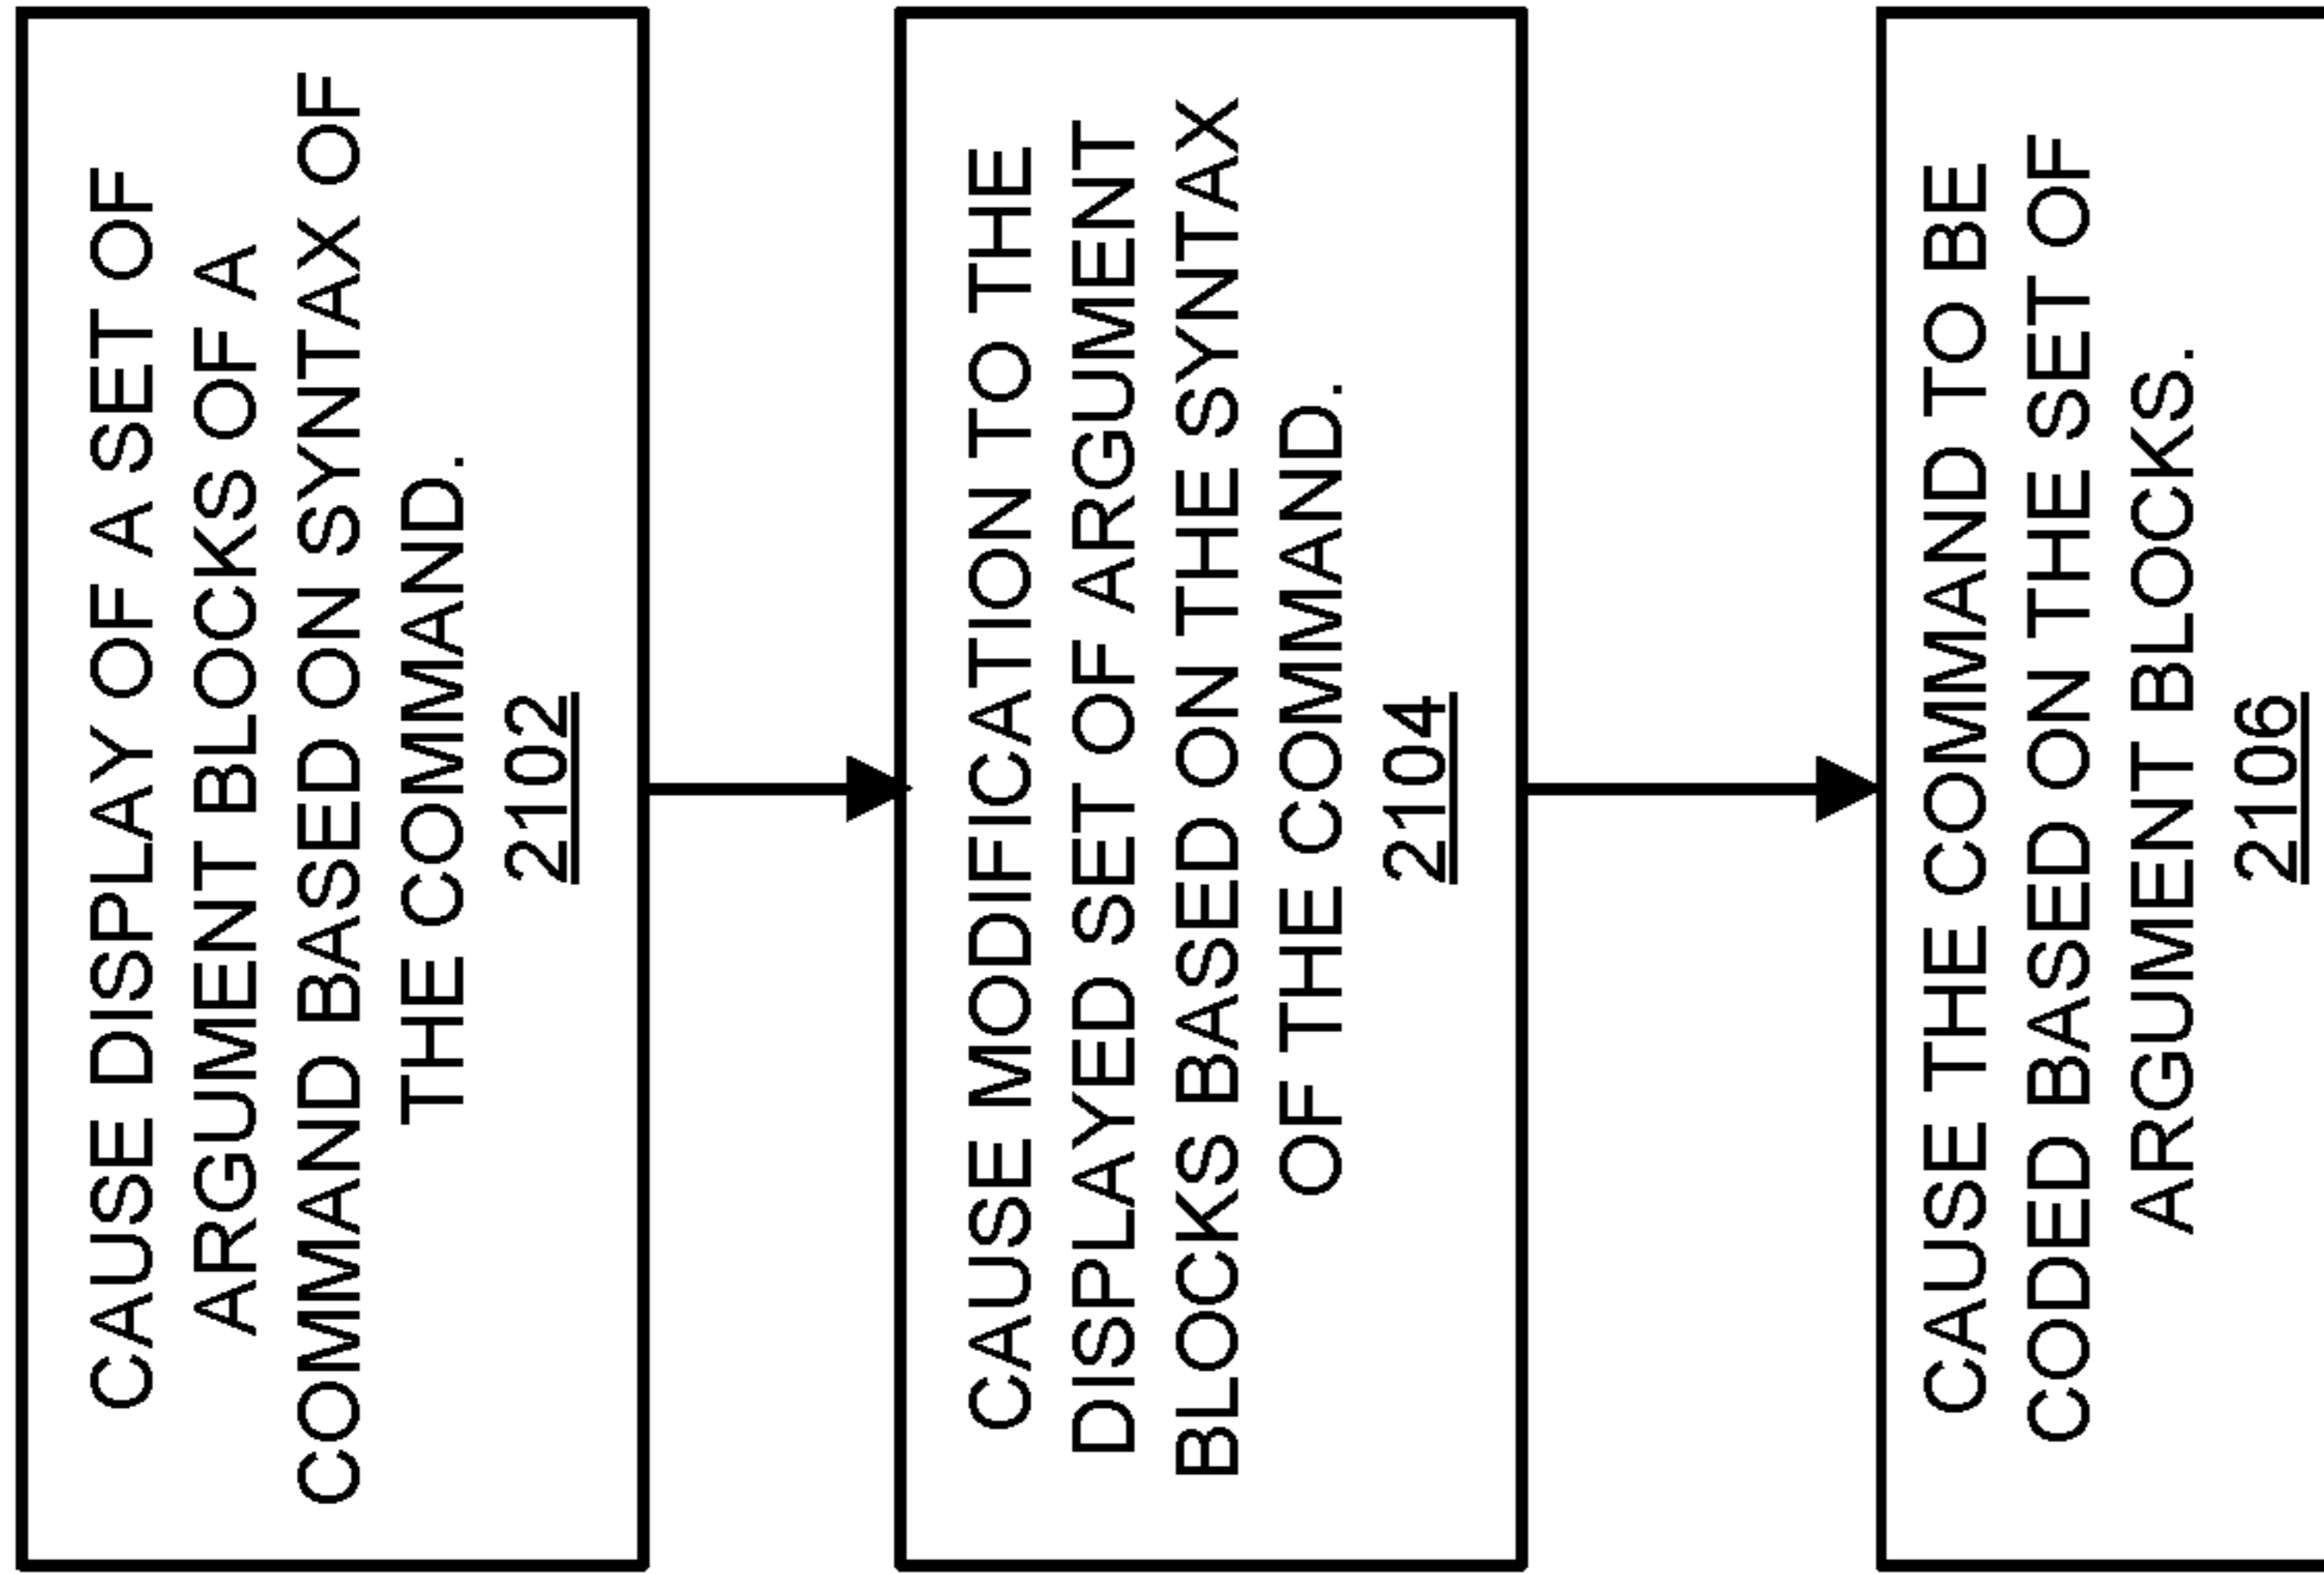 CAUSE DISPLAY OF A SET OF
ARGUMENT BLOCKS OF A
COMMAND BASED ON SYNTAX OF
THE COMMAND.
2102
CAUSE MODIFICATION TO THE
DISPLAYED SET OF ARGUMENT
BLOCKS BASED ON THE SYNTAX
OF THE COMMAND.
2104
CAUSE THE COMMAND TO BE
CODED BASED ON THE SET OF
ARGUMENT BLOCKS.
2106